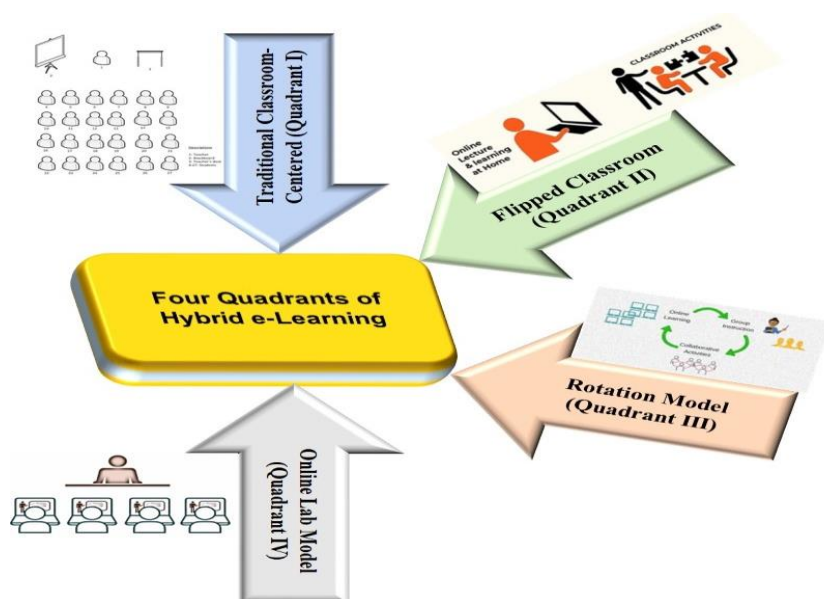 Traditional Classroom-
Centered (Quadrant I)
CLASSROOM ACTIVITIES
Online
Lecture
& learning
at Home
Flipped Classroom
(Quadrant II)
Four Quadrants of
Hybrid e-Learning
Online
Learning
Group
Instruction
Collaborative
Activities
Rotation Model
(Quadrant III)
Online Lab Model
(Quadrant IV)